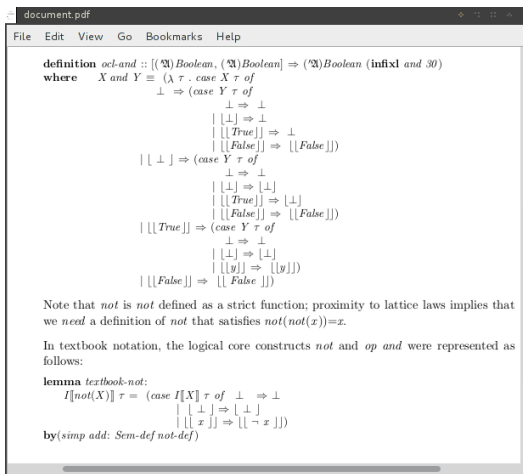 document.pdf
File Edit View Go Bookmarks Help
definition ocl-and :: [('𝔄)Boolean, ('𝔄)Boolean] ⇒ ('𝔄)Boolean (infixl and 30)
where X and Y ≡ (λ τ . case X τ of
⊥ ⇒ (case Y τ of
⊥ ⇒ ⊥
| ⌊⊥⌋ ⇒ ⊥
| ⌊⌊True⌋⌋ ⇒ ⊥
| ⌊⌊False⌋⌋ ⇒ ⌊⌊False⌋⌋)
| ⌊ ⊥ ⌋ ⇒ (case Y τ of
⊥ ⇒ ⊥
| ⌊⊥⌋ ⇒ ⌊⊥⌋
| ⌊⌊True⌋⌋ ⇒ ⌊⊥⌋
| ⌊⌊False⌋⌋ ⇒ ⌊⌊False⌋⌋)
| ⌊⌊True⌋⌋ ⇒ (case Y τ of
⊥ ⇒ ⊥
| ⌊⊥⌋ ⇒ ⌊⊥⌋
| ⌊⌊y⌋⌋ ⇒ ⌊⌊y⌋⌋)
| ⌊⌊False⌋⌋ ⇒ ⌊⌊ False ⌋⌋)
Note that not is not defined as a strict function; proximity to lattice laws implies that
we need a definition of not that satisfies not(not(x))=x.
In textbook notation, the logical core constructs not and op and were represented as
follows:
lemma textbook-not:
I⟦not(X)⟧ τ = (case I⟦X⟧ τ of ⊥ ⇒ ⊥
| ⌊ ⊥ ⌋ ⇒ ⌊ ⊥ ⌋
| ⌊⌊ x ⌋⌋ ⇒ ⌊⌊ ¬ x ⌋⌋)
by(simp add: Sem-def not-def)